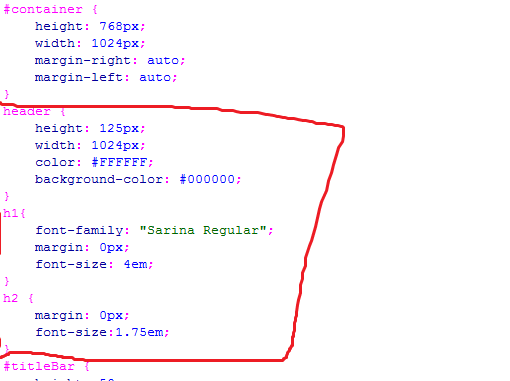 #container {
height: 768px;
width: 1024px;
margin-right: auto;
margin-left: auto;
}
header {
height: 125px;
width: 1024px;
color: #FFFFFF;
background-color: #000000;
}
h1{
font-family: "Sarina Regular";
margin: 0px;
font-size: 4em;
}
h2 {
margin: 0px;
font-size:1.75em;
}
#titleBar {